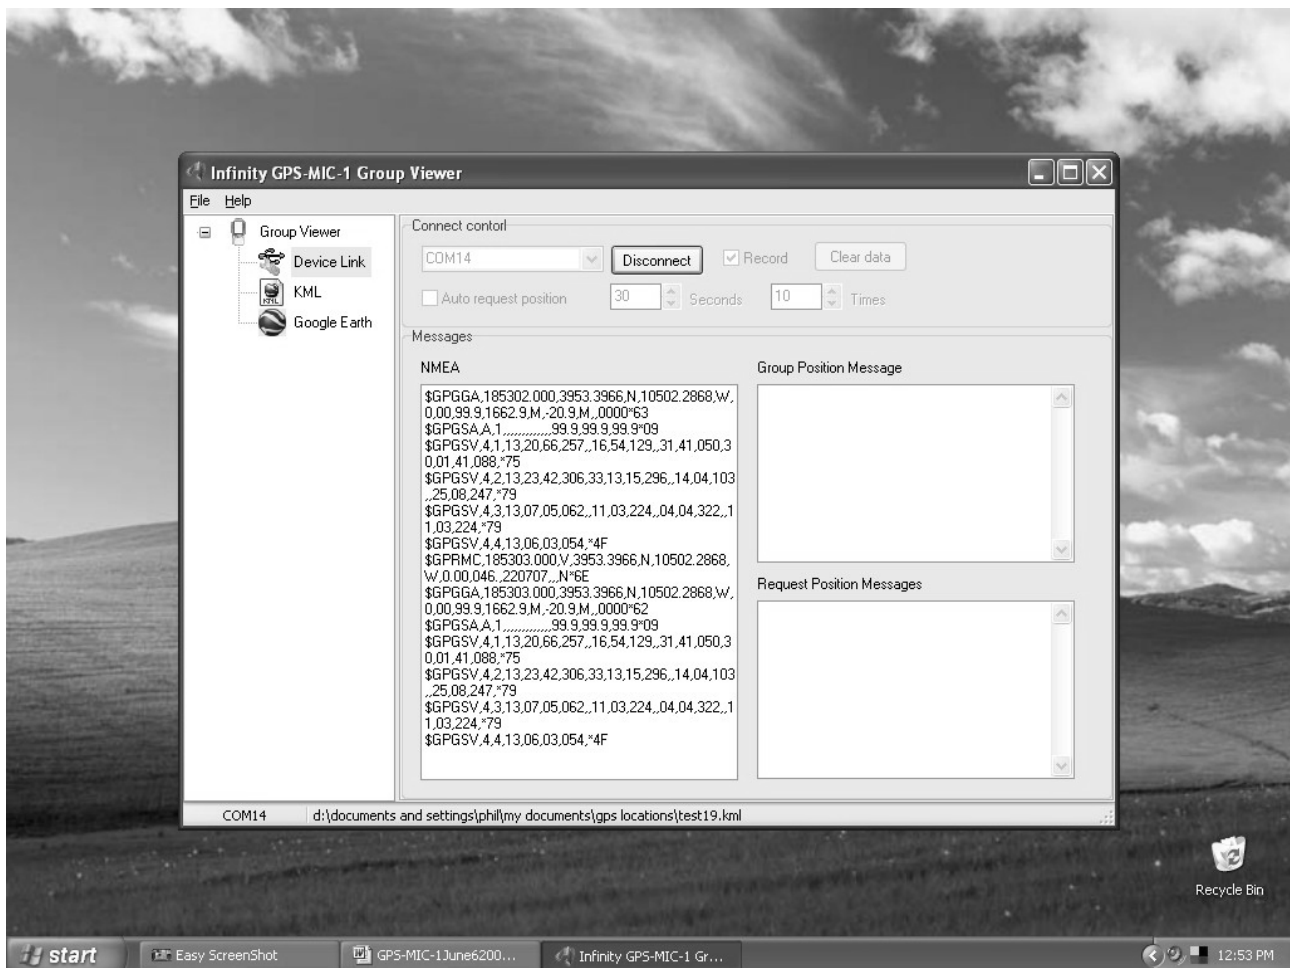 Infinity GPS-MIC-1 Group Viewer
File Help
Group Viewer
Device Link
KML
KML
Google Earth
Connect contorl
COM14
Disconnect
Record
Clear data
Auto request position
30
Seconds
10
Times
Messages
NMEA
$GPGGA,185302.000,3953.3966,N,10502.2868,W,
0,00,99.9,1662.9,M,-20.9,M,,0000*63
$GPGSA,A,1,,,,,,,,,,,,,99.9,99.9,99.9*09
$GPGSV,4,1,13,20,66,257,,16,54,129,,31,41,050,3
0,01,41,088,*75
$GPGSV,4,2,13,23,42,306,33,13,15,296,,14,04,103
,,25,08,247,*79
$GPGSV,4,3,13,07,05,062,,11,03,224,,04,04,322,,1
1,03,224,*79
$GPGSV,4,4,13,06,03,054,*4F
$GPRMC,185303.000,V,3953.3966,N,10502.2868,
W,0.00,046.,220707,,,N*6E
$GPGGA,185303.000,3953.3966,N,10502.2868,W,
0,00,99.9,1662.9,M,-20.9,M,,0000*62
$GPGSA,A,1,,,,,,,,,,,,,99.9,99.9,99.9*09
$GPGSV,4,1,13,20,66,257,,16,54,129,,31,41,050,3
0,01,41,088,*75
$GPGSV,4,2,13,23,42,306,33,13,15,296,,14,04,103
,,25,08,247,*79
$GPGSV,4,3,13,07,05,062,,11,03,224,,04,04,322,,1
1,03,224,*79
$GPGSV,4,4,13,06,03,054,*4F
Group Position Message
Request Position Messages
COM14 d:\documents and settings\phil\my documents\gps locations\test19.kml
Recycle Bin
start Easy ScreenShot GPS-MIC-1June6200... Infinity GPS-MIC-1 Gr... 12:53 PM